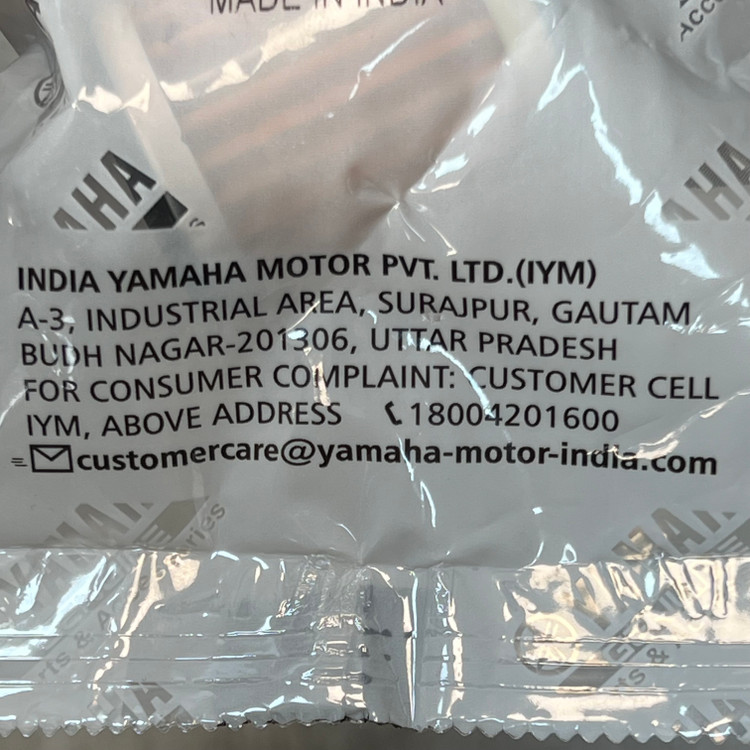 MADE IN INDIA
INDIA YAMAHA MOTOR PVT. LTD.(IYM)
A-3, INDUSTRIAL AREA, SURAJPUR, GAUTAM
BUDH NAGAR-201306, UTTAR PRADESH
FOR CONSUMER COMPLAINT: CUSTOMER CELL
IYM, ABOVE ADDRESS 18004201600
customercare@yamaha-motor-india.com